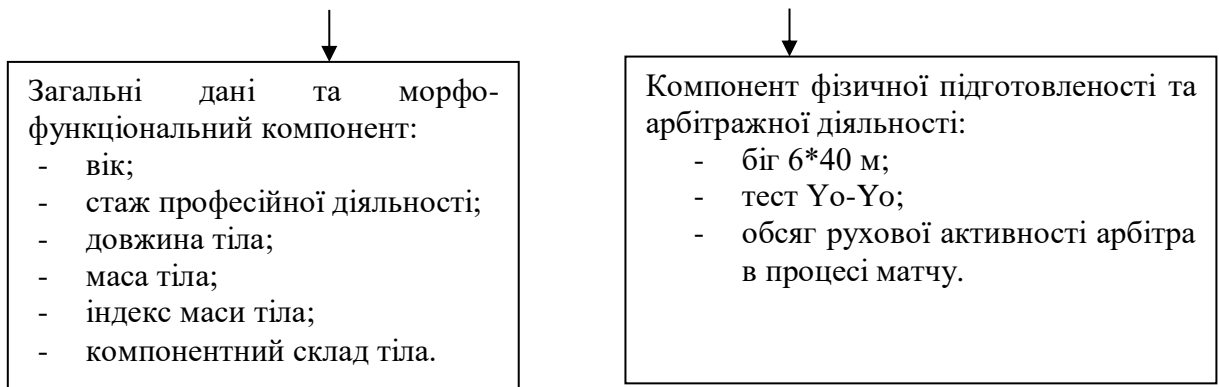 Загальні дані та морфо-
функціональний компонент:
- вік;
- стаж професійної діяльності;
- довжина тіла;
- маса тіла;
- індекс маси тіла;
- компонентний склад тіла.
Компонент фізичної підготовленості та
арбітражної діяльності:
- біг 6*40 м;
- тест Yo-Yo;
- обсяг рухової активності арбітра
в процесі матчу.